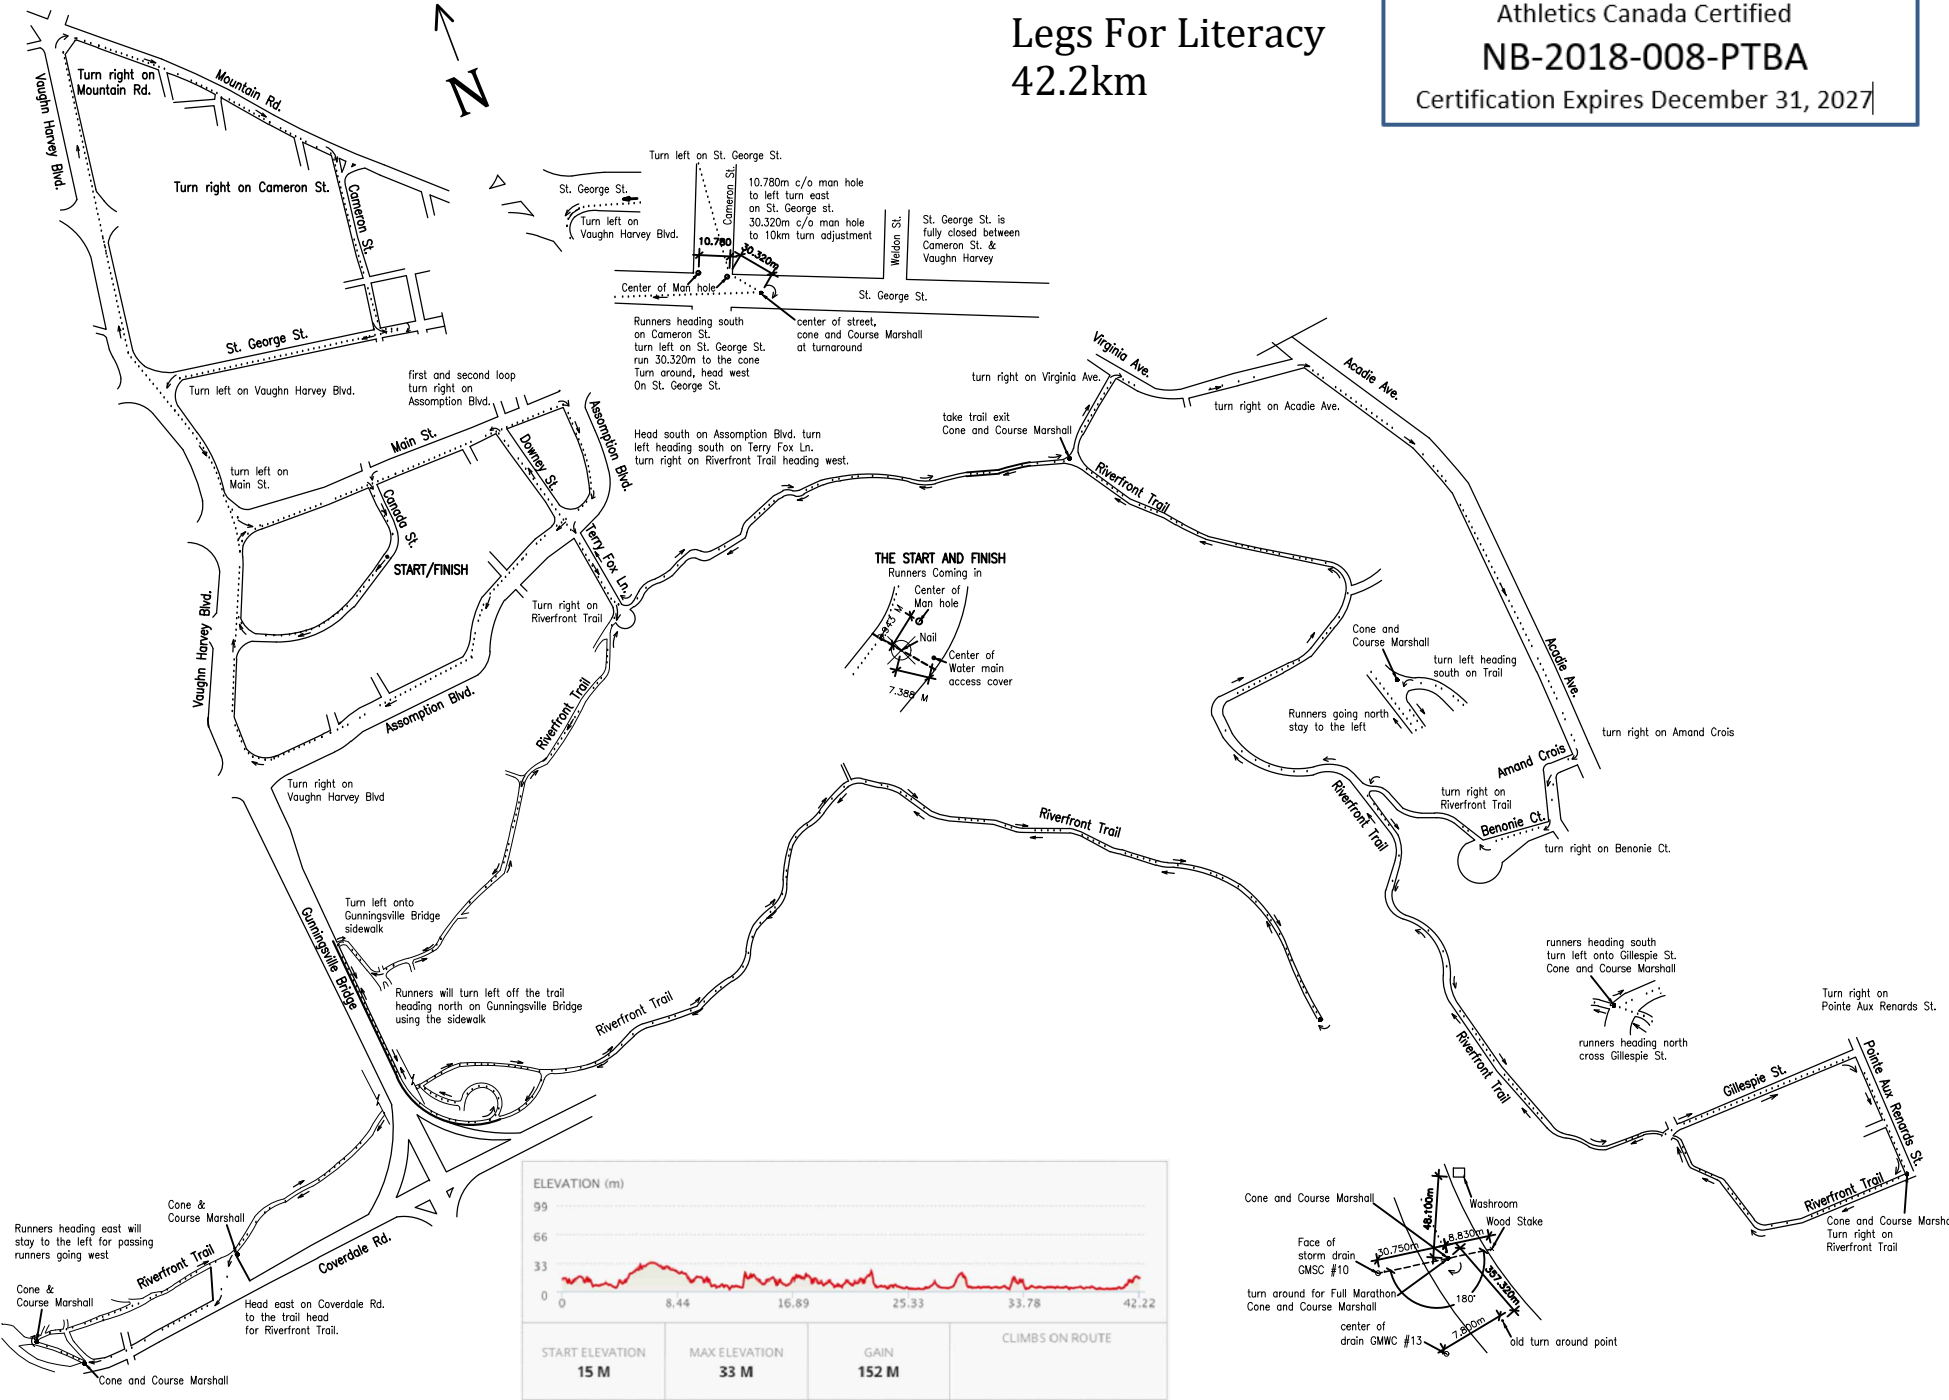 Legs For Literacy
42.2km
Athletics Canada Certified
NB-2018-008-PTBA
Certification Expires December 31, 2027
N
Turn right on
Mountain Rd.
Mountain Rd.
Vaughn Harvey Blvd.
Turn right on Cameron St.
Cameron St.
St. George St.
Turn left on Vaughn Harvey Blvd.
Turn left on St. George St.
St. George St.
Turn left on
Vaughn Harvey Blvd.
Cameron St.
10.780m c/o man hole
to left turn east
on St. George st.
30.320m c/o man hole
to 10km turn adjustment
10.780
30.320m
Weldon St.
St. George St. is
fully closed between
Cameron St. &
Vaughn Harvey
Center of Man hole
St. George St.
Runners heading south
on Cameron St.
turn left on St. George St.
run 30.320m to the cone
Turn around, head west
On St. George St.
center of street,
cone and Course Marshall
at turnaround
first and second loop
turn right on
Assomption Blvd.
Main St.
turn left on
Main St.
Downey St.
Assomption Blvd.
Canada St.
START/FINISH
Terry Fox Ln.
Head south on Assomption Blvd. turn
left heading south on Terry Fox Ln.
turn right on Riverfront Trail heading west.
Turn right on
Riverfront Trail
Vaughn Harvey Blvd.
Assomption Blvd.
Riverfront Trail
Turn right on
Vaughn Harvey Blvd
Virginia Ave.
turn right on Virginia Ave.
take trail exit
Cone and Course Marshall
Acadie Ave.
turn right on Acadie Ave.
Riverfront Trail
THE START AND FINISH
Runners Coming in
Center of
Man hole
Nail
Center of
Water main
access cover
7.388 M
Cone and
Course Marshall
turn left heading
south on Trail
Runners going north
stay to the left
Acadie Ave.
turn right on Amand Crois
Amand Crois
turn right on
Riverfront Trail
Benonie Ct.
turn right on Benonie Ct.
Riverfront Trail
Riverfront Trail
Turn left onto
Gunningsville Bridge
sidewalk
Gunningsville Bridge
Runners will turn left off the trail
heading north on Gunningsville Bridge
using the sidewalk
Riverfront Trail
runners heading south
turn left onto Gillespie St.
Cone and Course Marshall
runners heading north
cross Gillespie St.
Turn right on
Pointe Aux Renards St.
Riverfront Trail
Gillespie St.
Pointe Aux Renards St.
Riverfront Trail
Cone and Course Marsha
Turn right on
Riverfront Trail
Cone &
Course Marshall
Runners heading east will
stay to the left for passing
runners going west
Riverfront Trail
Coverdale Rd.
Cone &
Course Marshall
Head east on Coverdale Rd.
to the trail head
for Riverfront Trail.
Cone and Course Marshall
ELEVATION (m)
99
66
33
0
0 8.44 16.89 25.33 33.78 42.22
START ELEVATION
15 M
MAX ELEVATION
33 M
GAIN
152 M
CLIMBS ON ROUTE
Cone and Course Marshall
48.100m
Washroom
Wood Stake
8.830m
30.750m
Face of
storm drain
GMSC #10
357.320m
turn around for Full Marathon
Cone and Course Marshall
180°
center of
drain GMWC #13
7.800m
old turn around point